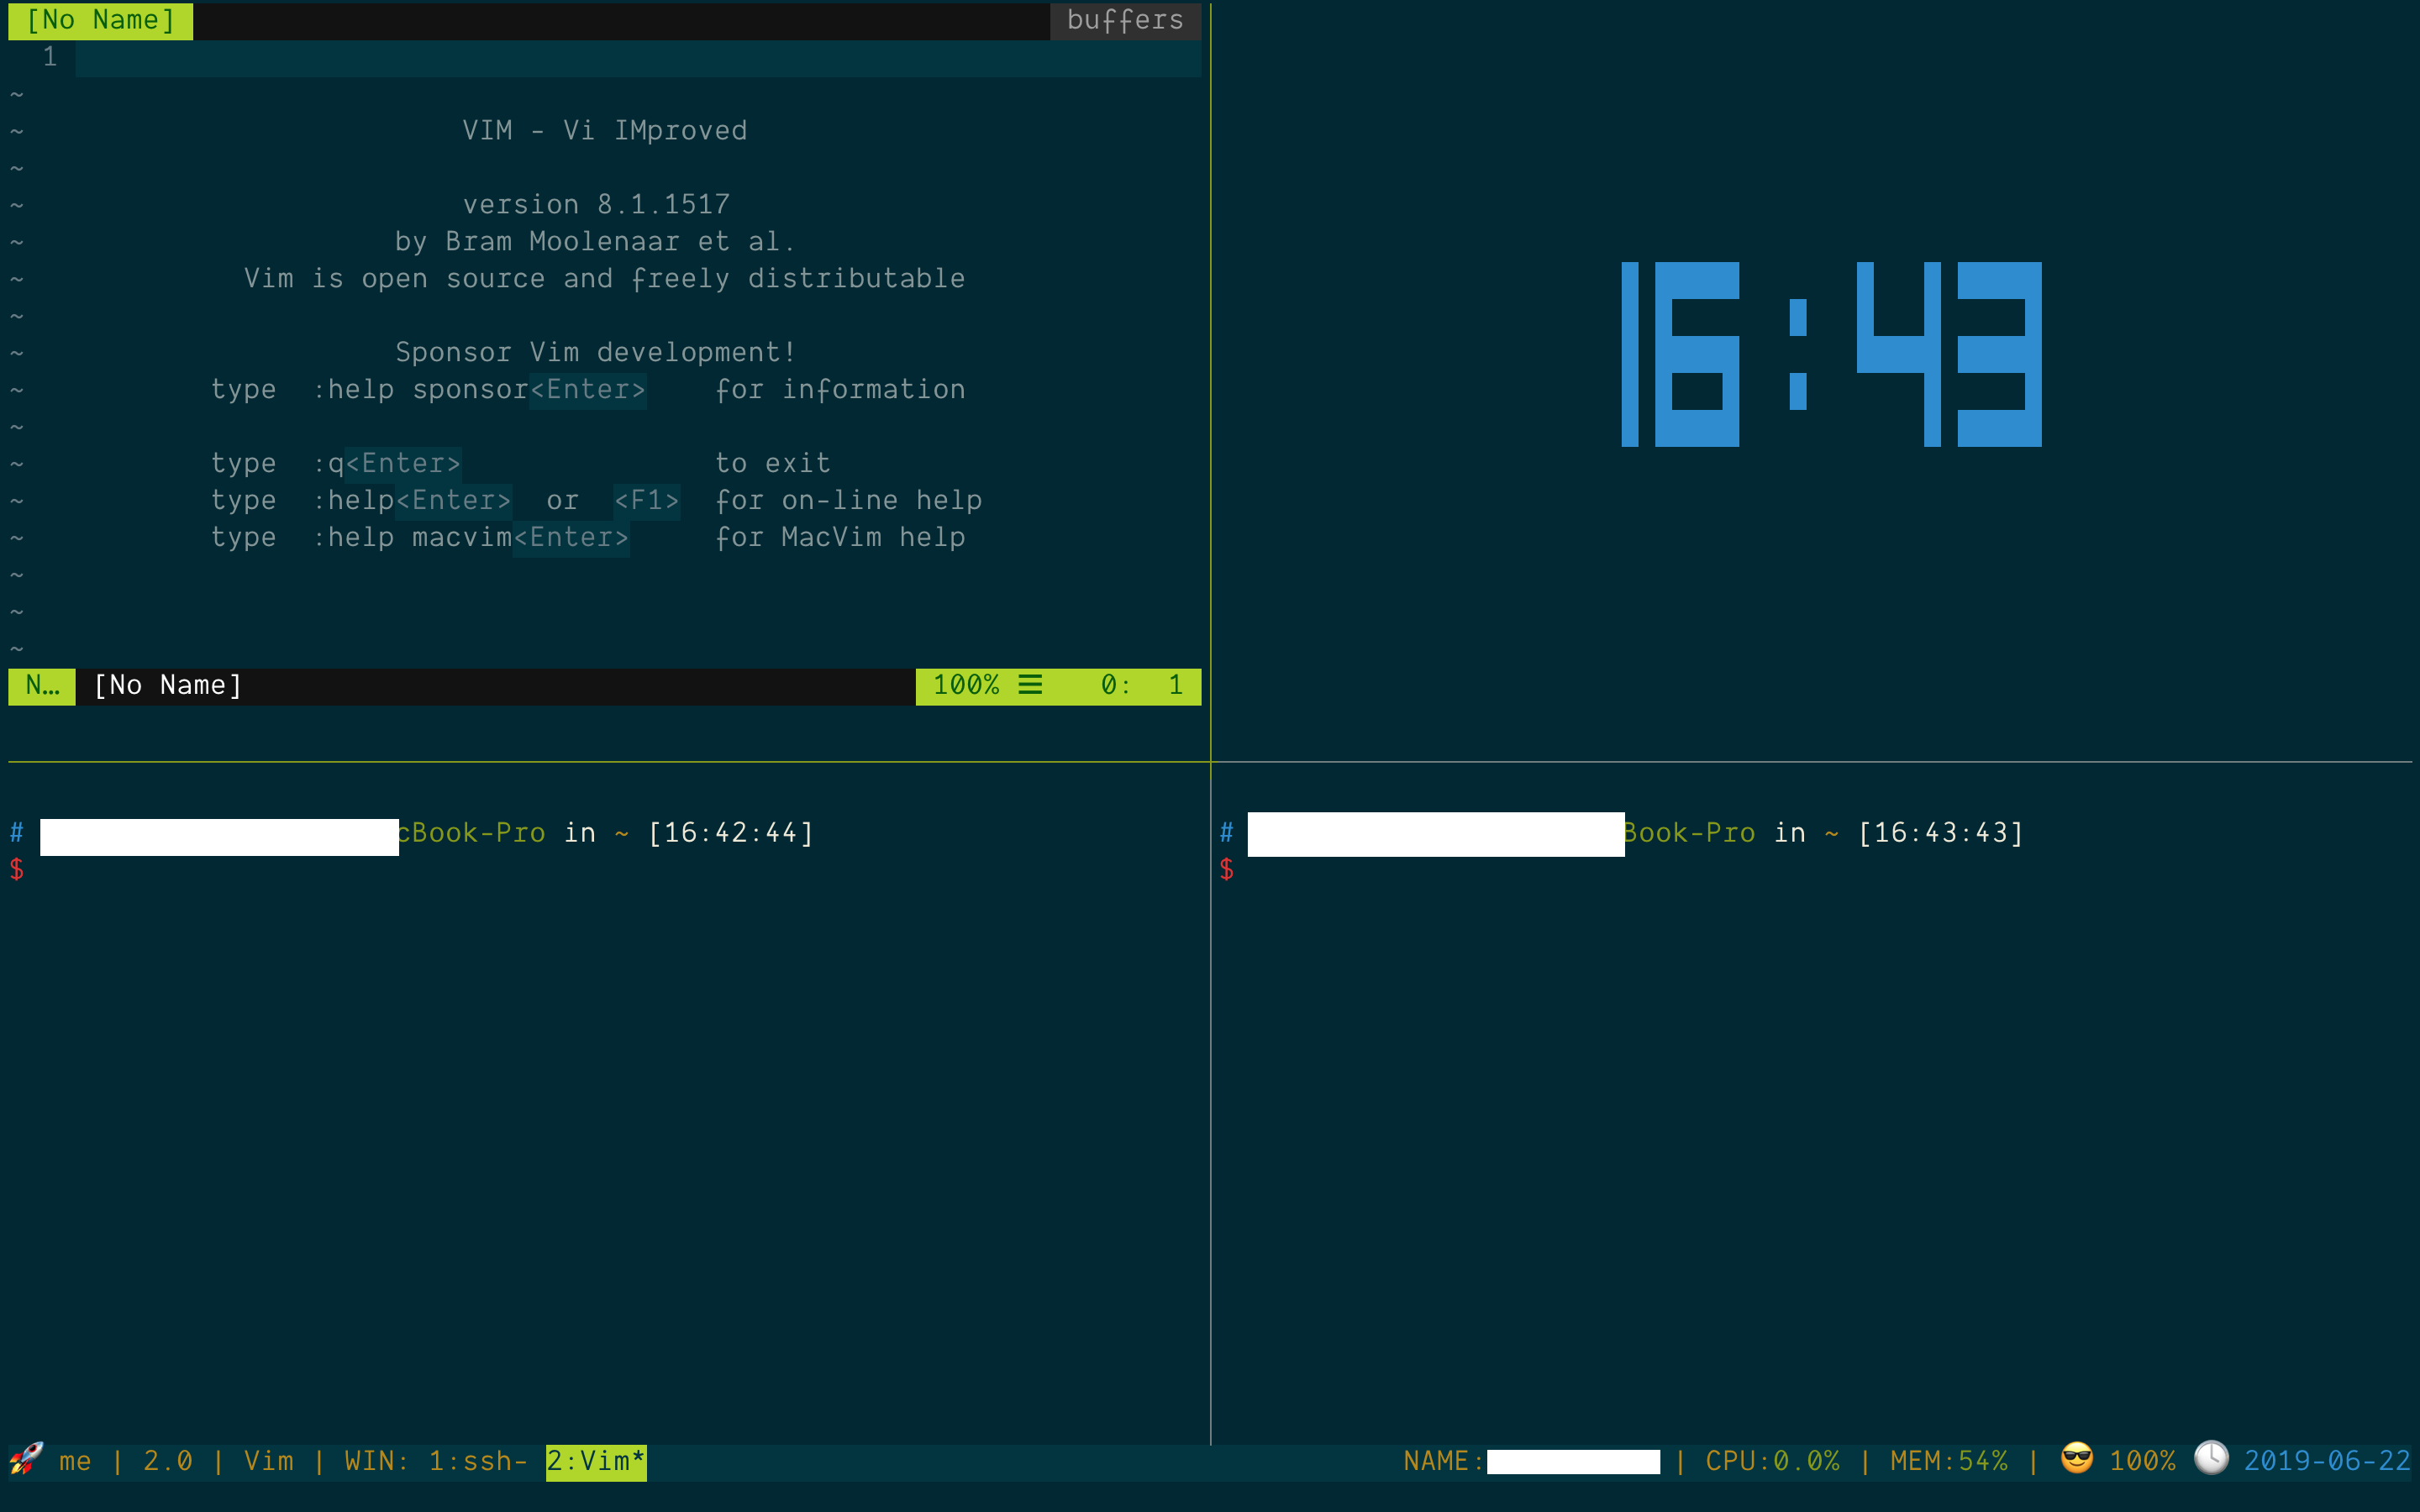 [No Name] buffers
1
~
~ VIM - Vi IMproved
~
~ version 8.1.1517
~ by Bram Moolenaar et al.
~ Vim is open source and freely distributable
~
~ Sponsor Vim development!
~ type :help sponsor<Enter> for information
~
~ type :q<Enter> to exit
~ type :help<Enter> or <F1> for on-line help
~ type :help macvim<Enter> for MacVim help
~
~
~
N… [No Name] 100% ☰ 0: 1
16:43
# cBook-Pro in ~ [16:42:44]
$
# Book-Pro in ~ [16:43:43]
$
🚀 me | 2.0 | Vim | WIN: 1:ssh- 2:Vim* NAME: | CPU:0.0% | MEM:54% | 😎 100% 🕓 2019-06-22